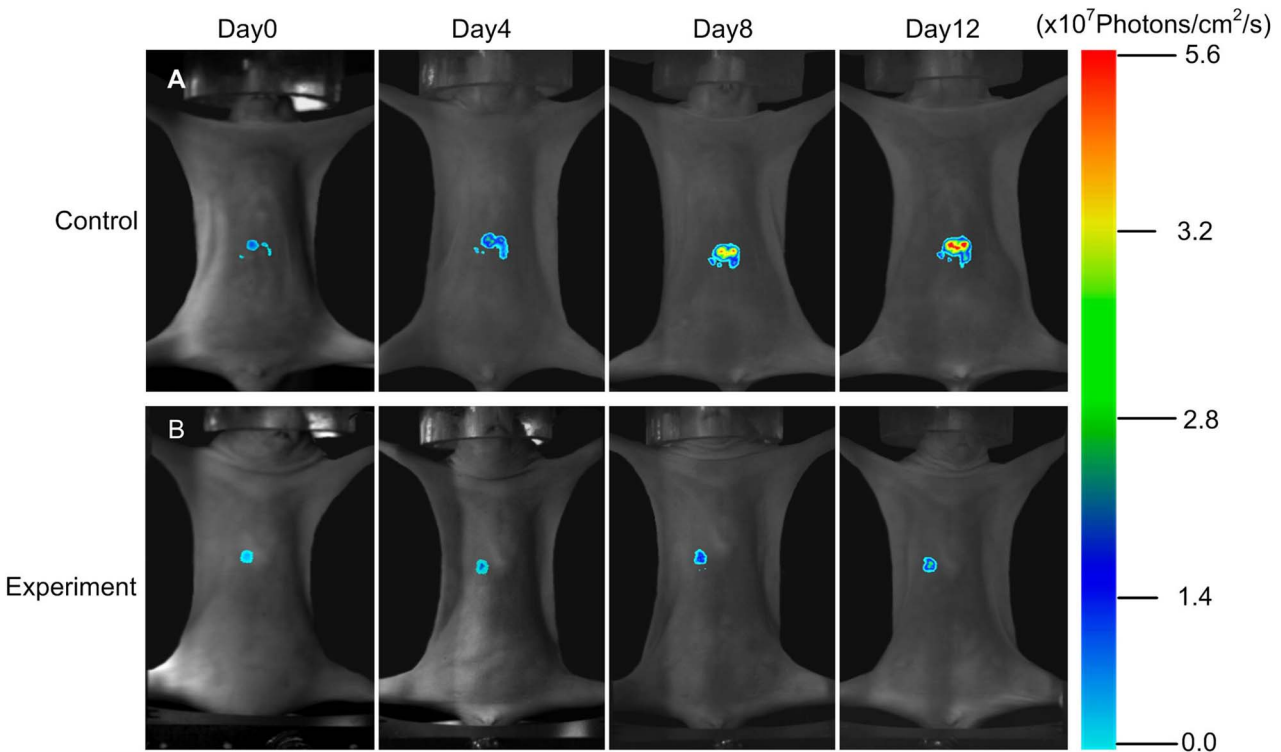 Day0 Day4 Day8 Day12 (x10⁷Photons/cm²/s)
A
5.6
Control
3.2
2.8
B
Experiment
1.4
0.0